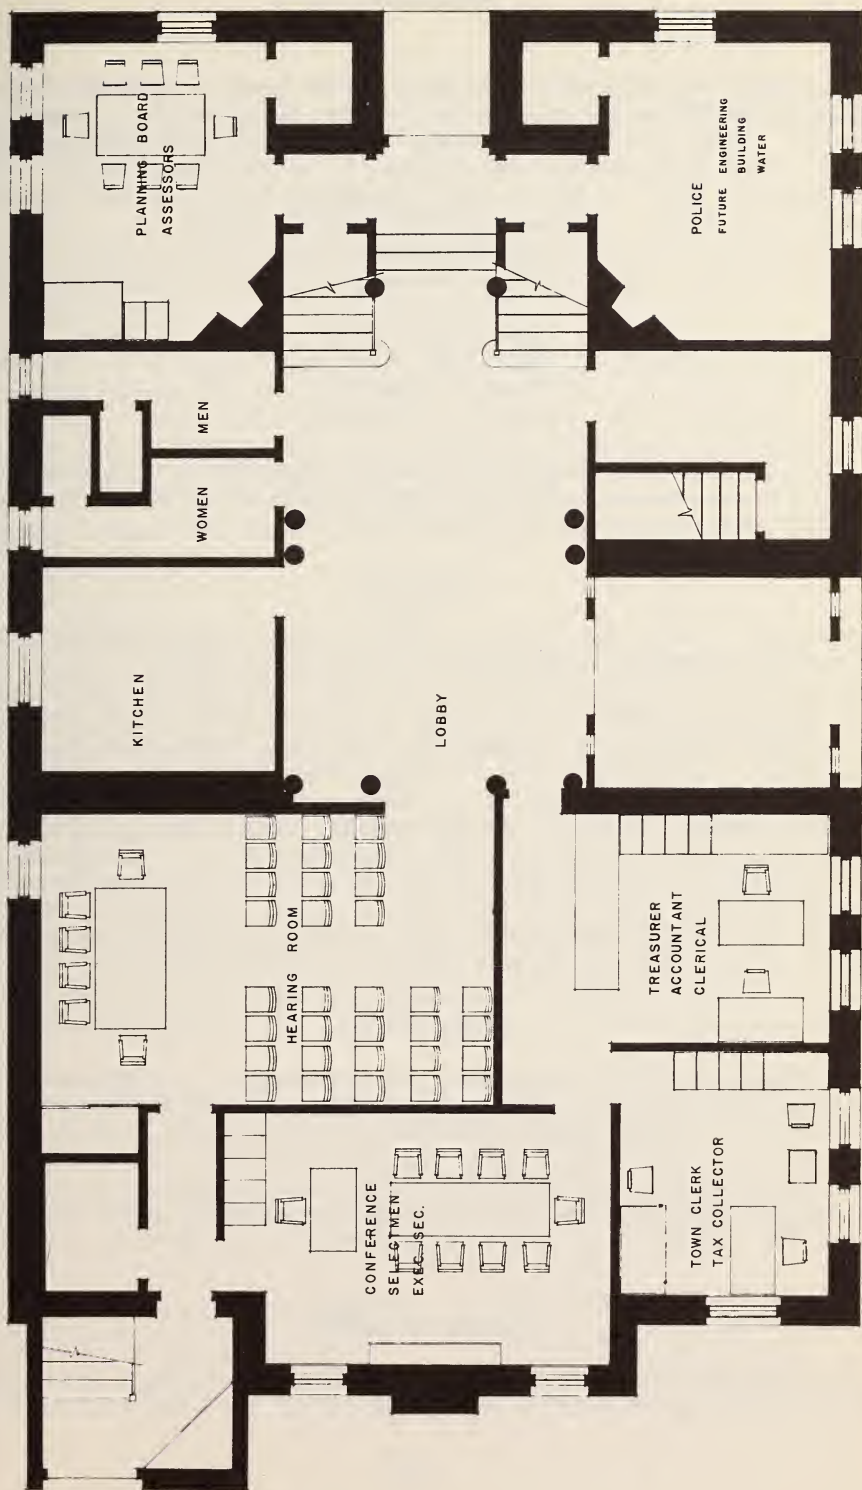 PLANNING BOARD
ASSESSORS
POLICE
FUTURE ENGINEERING
BUILDING
WATER
MEN
WOMEN
KITCHEN
LOBBY
HEARING ROOM
TREASURER
ACCOUNTANT
CLERICAL
CONFERENCE
SELECTMEN
EXEC. SEC.
TOWN CLERK
TAX COLLECTOR